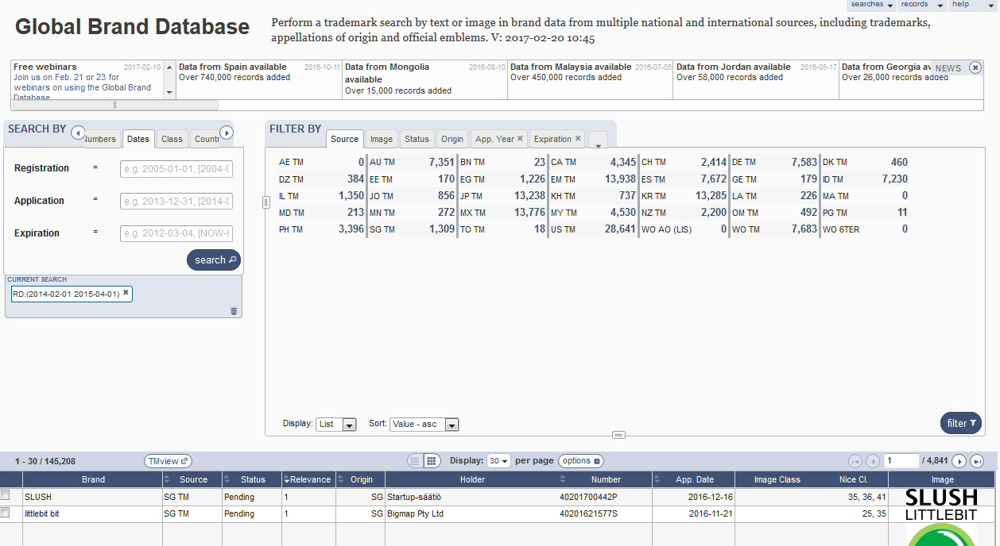 searches records help
Global Brand Database
Perform a trademark search by text or image in brand data from multiple national and international sources, including trademarks,
appellations of origin and official emblems. V: 2017-02-20 10:45
Free webinars 2017-02-10 Data from Spain available 2016-10-11 Data from Mongolia 2016-08-10 Data from Malaysia available 2016-07-05 Data from Jordan available 2016-05-17 Data from Georgia av NEWS
Join us on Feb. 21 or 23 for Over 740,000 records added available Over 450,000 records added Over 58,000 records added Over 26,000 records added
webinars on using the Global Brand Over 15,000 records added
Database
SEARCH BY
Numbers Dates Class Countr
Registration = e.g. 2005-01-01, [2004-0
Application = e.g. 2013-12-31, [2014-0
Expiration = e.g. 2012-03-04, [NOW-6
search
CURRENT SEARCH
RD:(2014-02-01 2015-04-01)
FILTER BY
Source Image Status Origin App. Year Expiration
AE TM 0 AU TM 7,351 BN TM 23 CA TM 4,345 CH TM 2,414 DE TM 7,583 DK TM 460
DZ TM 384 EE TM 170 EG TM 1,226 EM TM 13,938 ES TM 7,672 GE TM 179 ID TM 7,230
IL TM 1,350 JO TM 856 JP TM 13,238 KH TM 737 KR TM 13,285 LA TM 226 MA TM 0
MD TM 213 MN TM 272 MX TM 13,776 MY TM 4,530 NZ TM 2,200 OM TM 492 PG TM 11
PH TM 3,396 SG TM 1,309 TO TM 18 US TM 28,641 WO AO (LIS) 0 WO TM 7,683 WO 6TER 0
Display: List Sort: Value - asc filter
1 - 30 / 145,208 TMview Display: 30 per page options 1 / 4,841
Brand Source Status Relevance Origin Holder Number App. Date Image Class Nice Cl. Image
SLUSH SG TM Pending 1 SG Startup-säätiö 40201700442P 2016-12-16 35, 36, 41 SLUSH
littlebit bit SG TM Pending 1 SG Bigmap Pty Ltd 40201621577S 2016-11-21 25, 35 LITTLEBIT